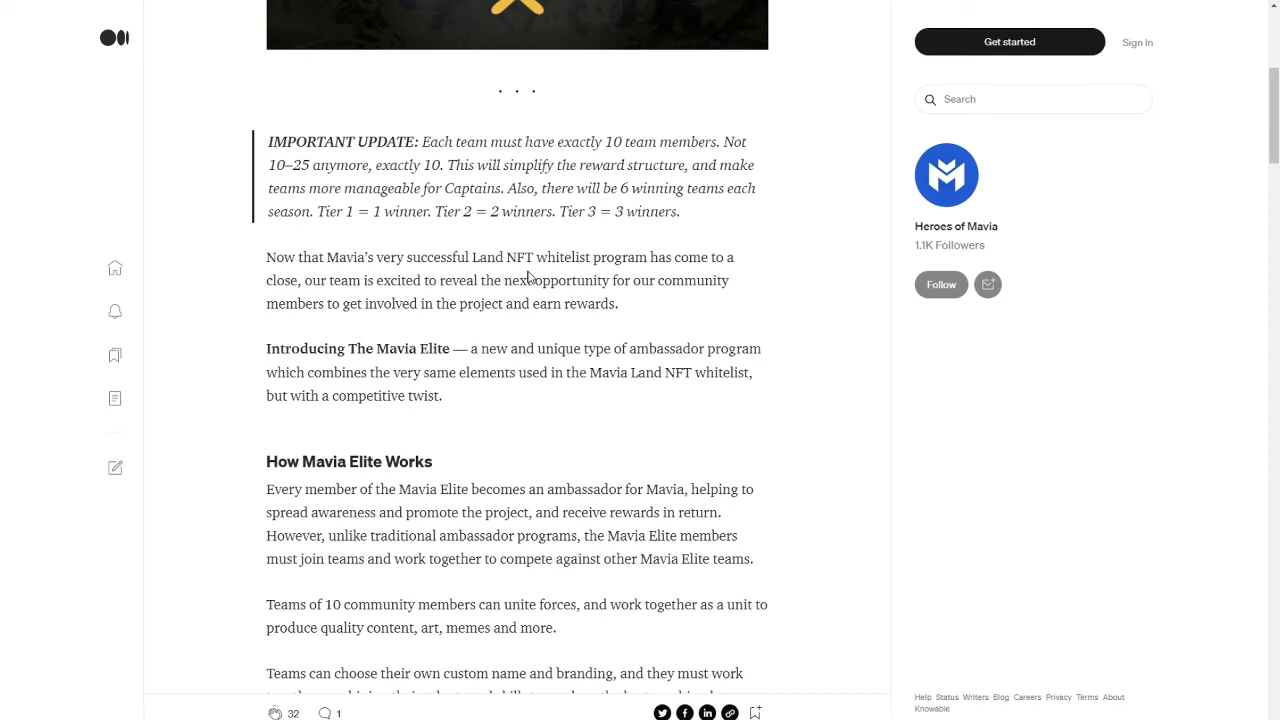 Get started
Sign In
Search
. . .
IMPORTANT UPDATE: Each team must have exactly 10 team members. Not
10–25 anymore, exactly 10. This will simplify the reward structure, and make
teams more manageable for Captains. Also, there will be 6 winning teams each
season. Tier 1 = 1 winner. Tier 2 = 2 winners. Tier 3 = 3 winners.
Heroes of Mavia
1.1K Followers
Follow
Now that Mavia’s very successful Land NFT whitelist program has come to a
close, our team is excited to reveal the next opportunity for our community
members to get involved in the project and earn rewards.
Introducing The Mavia Elite — a new and unique type of ambassador program
which combines the very same elements used in the Mavia Land NFT whitelist,
but with a competitive twist.
How Mavia Elite Works
Every member of the Mavia Elite becomes an ambassador for Mavia, helping to
spread awareness and promote the project, and receive rewards in return.
However, unlike traditional ambassador programs, the Mavia Elite members
must join teams and work together to compete against other Mavia Elite teams.
Teams of 10 community members can unite forces, and work together as a unit to
produce quality content, art, memes and more.
Teams can choose their own custom name and branding, and they must work
32
1
Help Status Writers Blog Careers Privacy Terms About
Knowable